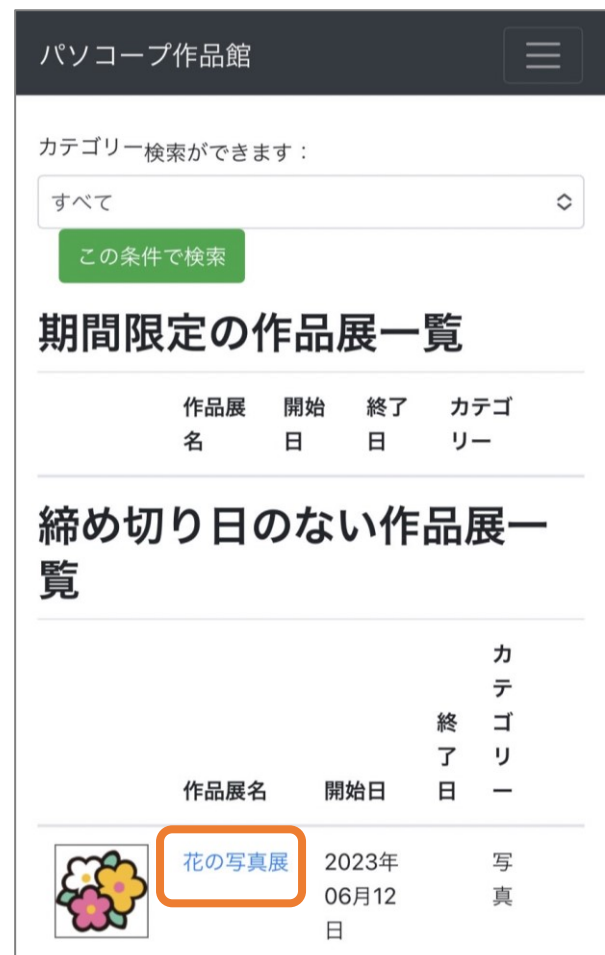 パソコープ作品館
カテゴリー検索ができます：
すべて
この条件で検索
期間限定の作品展一覧
作品展名 開始日 終了日 カテゴリー
締め切り日のない作品展一
覧
作品展名 開始日 終了日 カテゴリー
花の写真展 2023年06月12日 写真